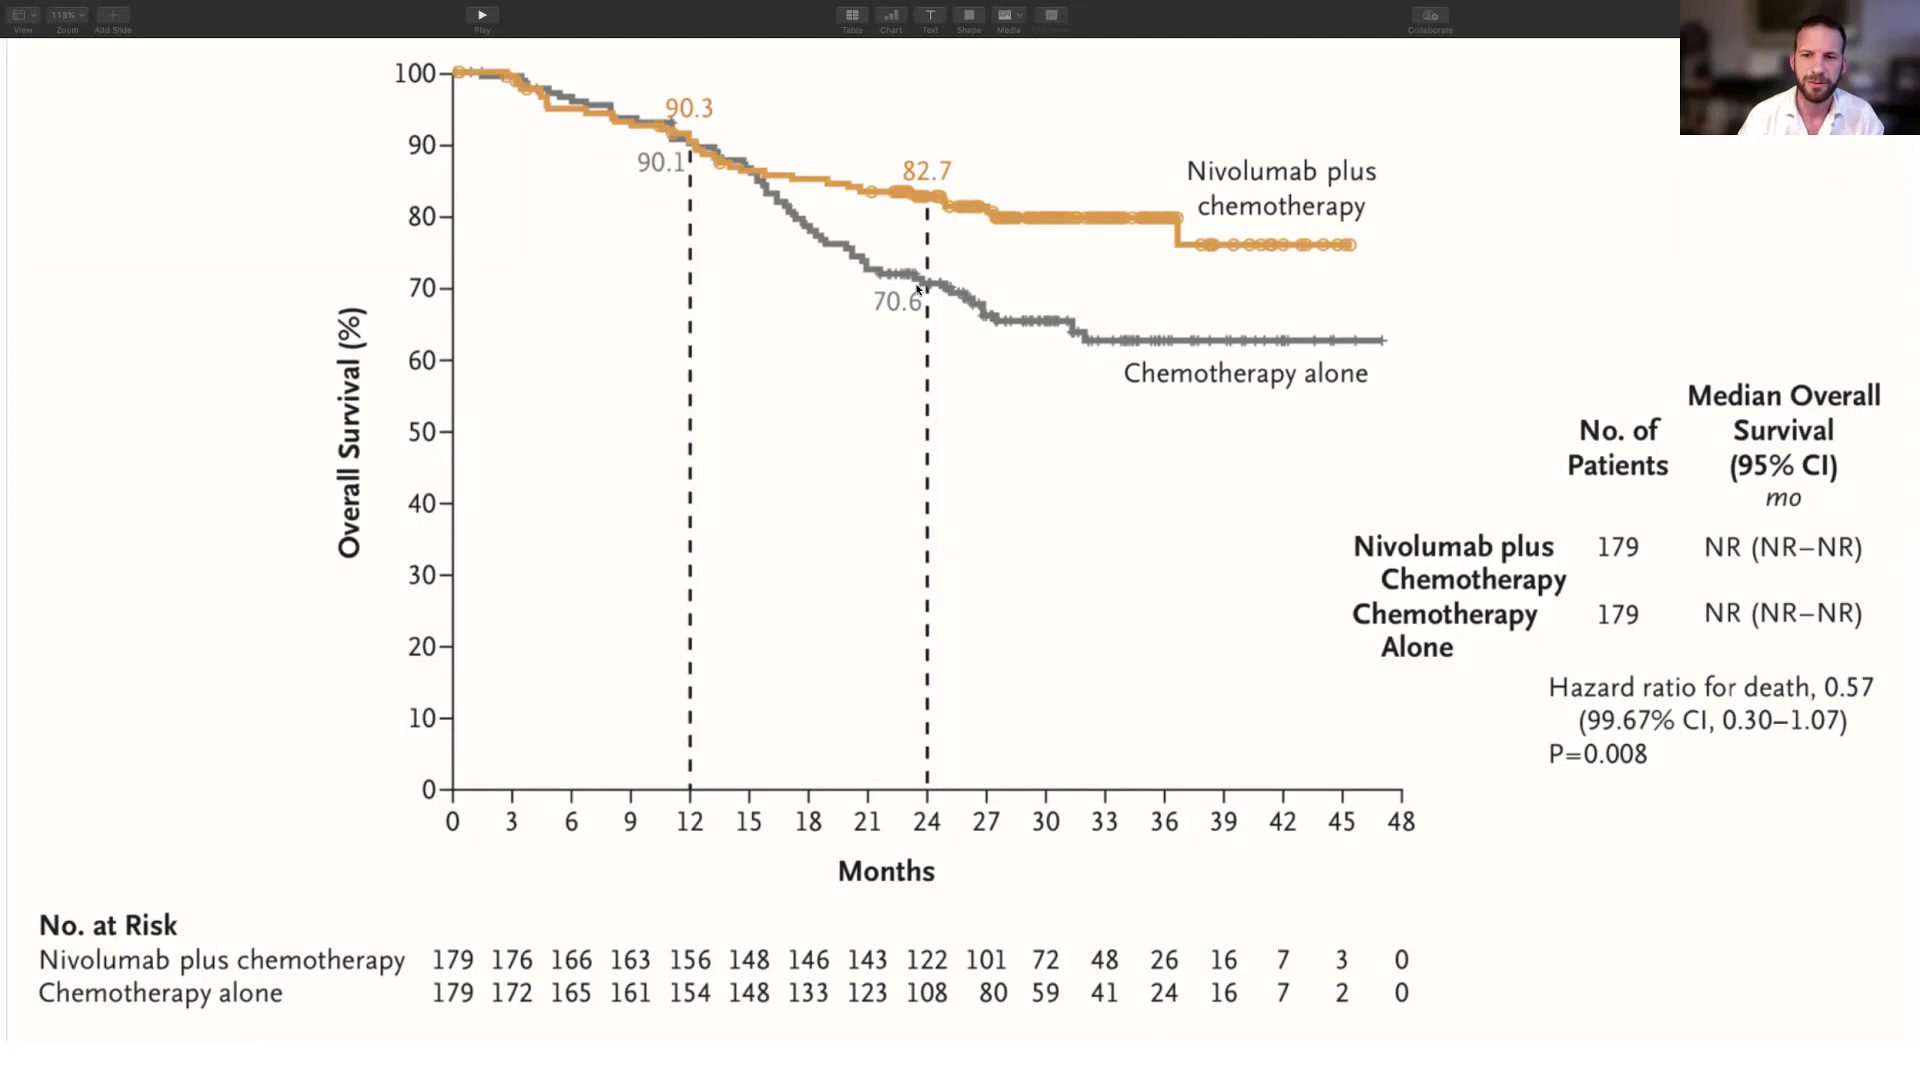 113%
View
Zoom
Add Slide
Play
Table
Chart
Text
Shape
Media
Collaborate
Overall Survival (%)
100
90
80
70
60
50
40
30
20
10
0
90.3
90.1
82.7
70.6
Nivolumab plus
chemotherapy
Chemotherapy alone
0 3 6 9 12 15 18 21 24 27 30 33 36 39 42 45 48
Months
No. of
Patients
Median Overall
Survival
(95% CI)
mo
Nivolumab plus
Chemotherapy
179 NR (NR–NR)
Chemotherapy
Alone
179 NR (NR–NR)
Hazard ratio for death, 0.57
(99.67% CI, 0.30–1.07)
P=0.008
No. at Risk
Nivolumab plus chemotherapy 179 176 166 163 156 148 146 143 122 101 72 48 26 16 7 3 0
Chemotherapy alone 179 172 165 161 154 148 133 123 108 80 59 41 24 16 7 2 0